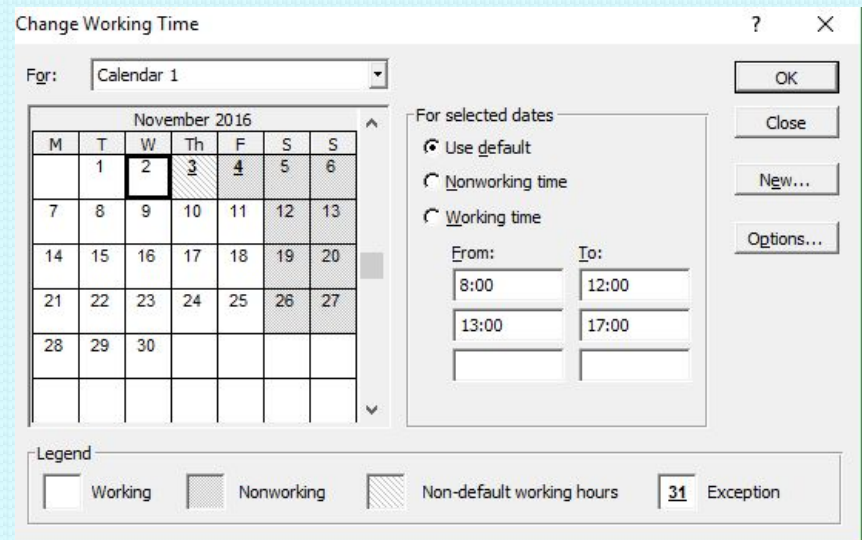 Change Working Time ? X
For: Calendar 1
OK
Close
New...
Options...
November 2016
M T W Th F S S
1 2 3 4 5 6
7 8 9 10 11 12 13
14 15 16 17 18 19 20
21 22 23 24 25 26 27
28 29 30
For selected dates
Use default
Nonworking time
Working time
From: To:
8:00 12:00
13:00 17:00
Legend
Working Nonworking Non-default working hours 31 Exception